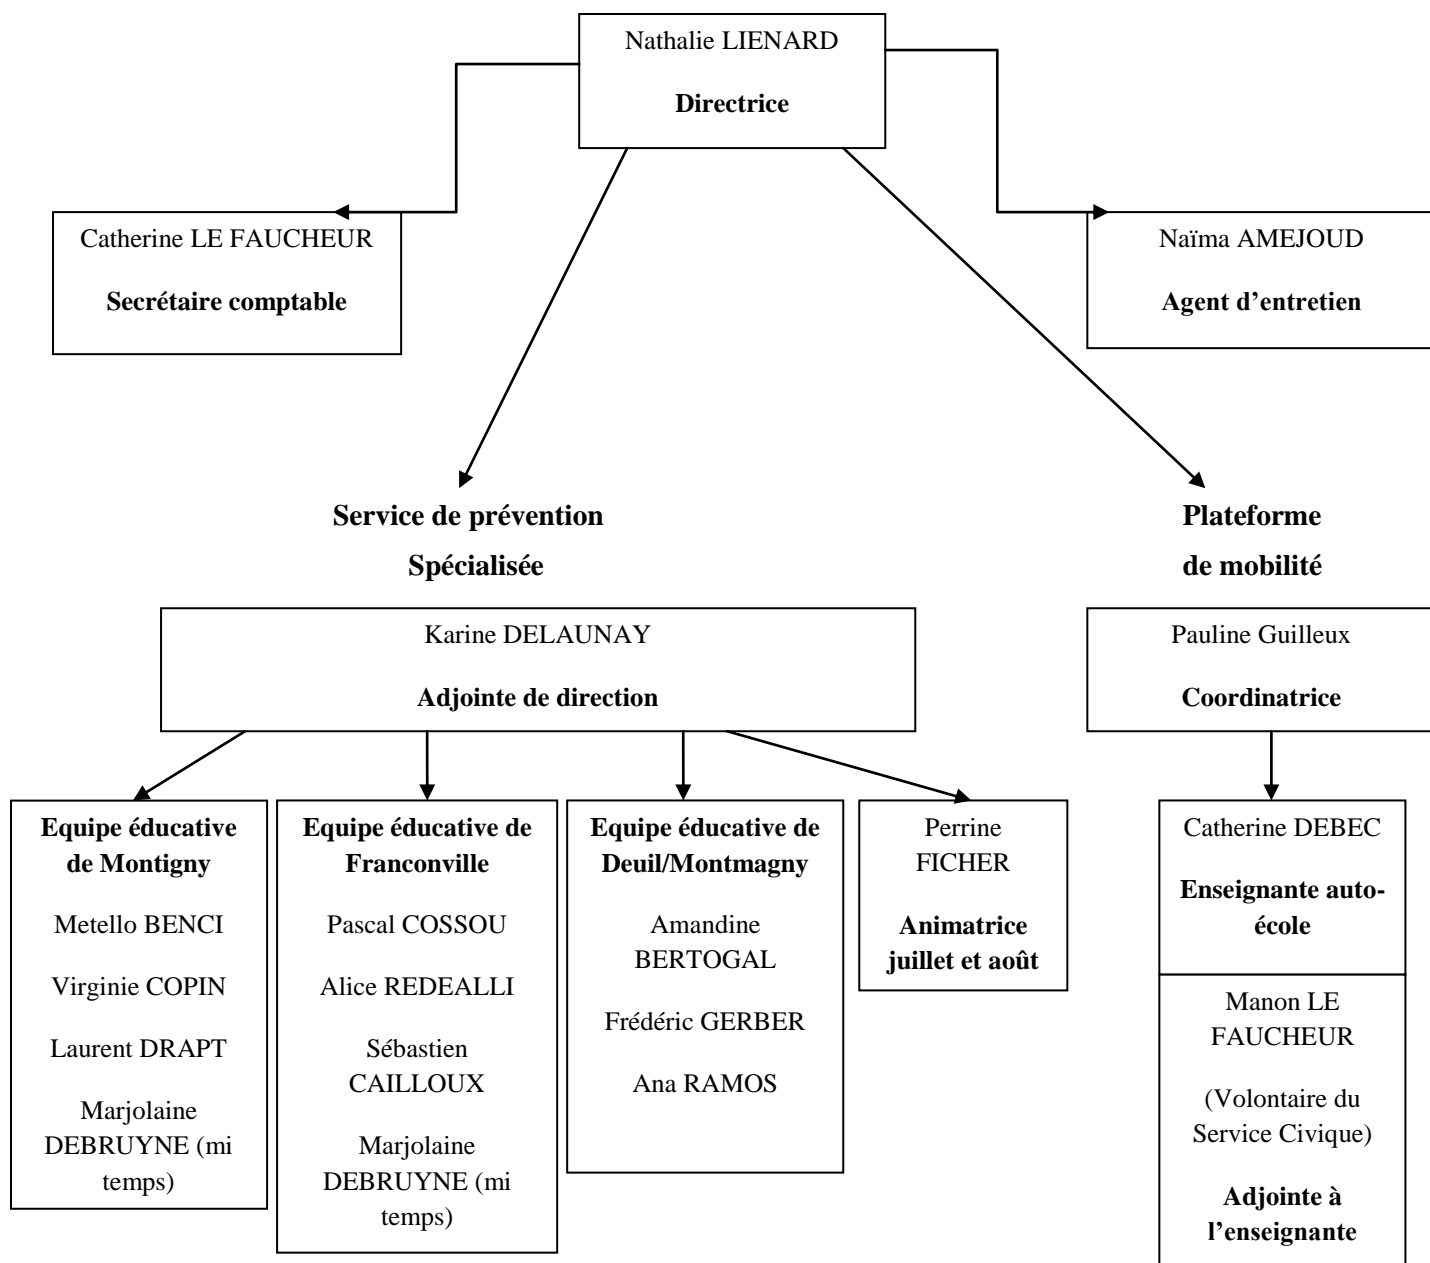 Nathalie LIENARD
Directrice
Catherine LE FAUCHEUR
Secrétaire comptable
Naïma AMEJOUD
Agent d’entretien
Service de prévention
Spécialisée
Plateforme
de mobilité
Karine DELAUNAY
Adjointe de direction
Pauline Guilleux
Coordinatrice
Equipe éducative
de Montigny
Metello BENCI
Virginie COPIN
Laurent DRAPT
Marjolaine
DEBRUYNE (mi
temps)
Equipe éducative de
Franconville
Pascal COSSOU
Alice REDEALLI
Sébastien
CAILLOUX
Marjolaine
DEBRUYNE (mi
temps)
Equipe éducative de
Deuil/Montmagny
Amandine
BERTOGAL
Frédéric GERBER
Ana RAMOS
Perrine
FICHER
Animatrice
juillet et août
Catherine DEBEC
Enseignante auto-
école
Manon LE
FAUCHEUR
(Volontaire du
Service Civique)
Adjointe à
l’enseignante